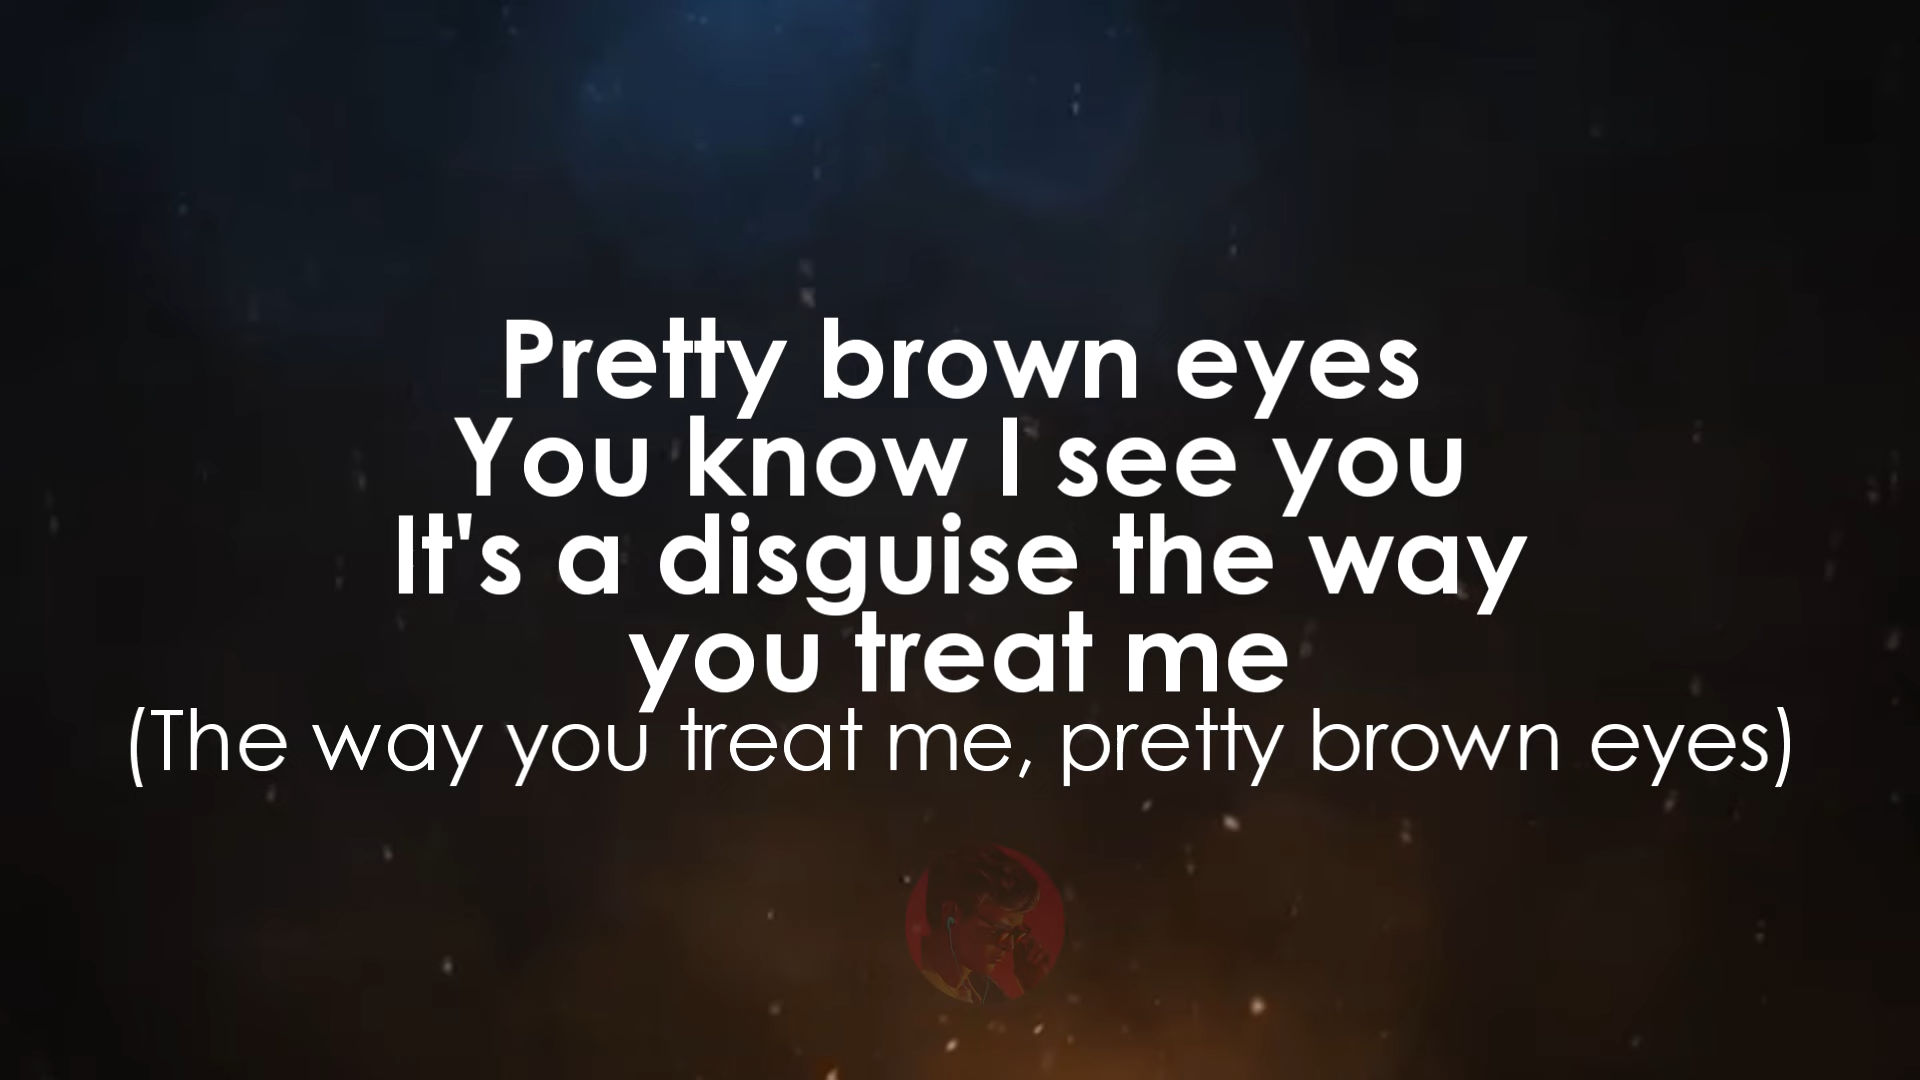 Pretty brown eyes
You know I see you
It's a disguise the way
you treat me
(The way you treat me, pretty brown eyes)